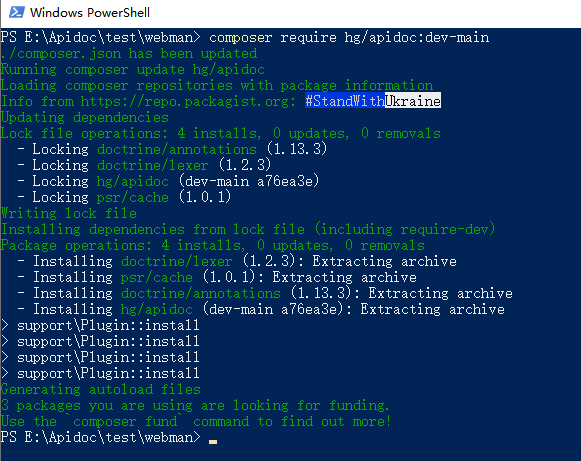 Windows PowerShell
PS E:\Apidoc\test\webman> composer require hg/apidoc:dev-main
./composer.json has been updated
Running composer update hg/apidoc
Loading composer repositories with package information
Info from https://repo.packagist.org: #StandWithUkraine
Updating dependencies
Lock file operations: 4 installs, 0 updates, 0 removals
  - Locking doctrine/annotations (1.13.3)
  - Locking doctrine/lexer (1.2.3)
  - Locking hg/apidoc (dev-main a76ea3e)
  - Locking psr/cache (1.0.1)
Writing lock file
Installing dependencies from lock file (including require-dev)
Package operations: 4 installs, 0 updates, 0 removals
  - Installing doctrine/lexer (1.2.3): Extracting archive
  - Installing psr/cache (1.0.1): Extracting archive
  - Installing doctrine/annotations (1.13.3): Extracting archive
  - Installing hg/apidoc (dev-main a76ea3e): Extracting archive
> support\Plugin::install
> support\Plugin::install
> support\Plugin::install
> support\Plugin::install
Generating autoload files
3 packages you are using are looking for funding.
Use the `composer fund` command to find out more!
PS E:\Apidoc\test\webman>